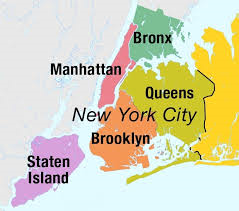 Bronx
Manhattan
Queens
New York City
Brooklyn
Staten
Island